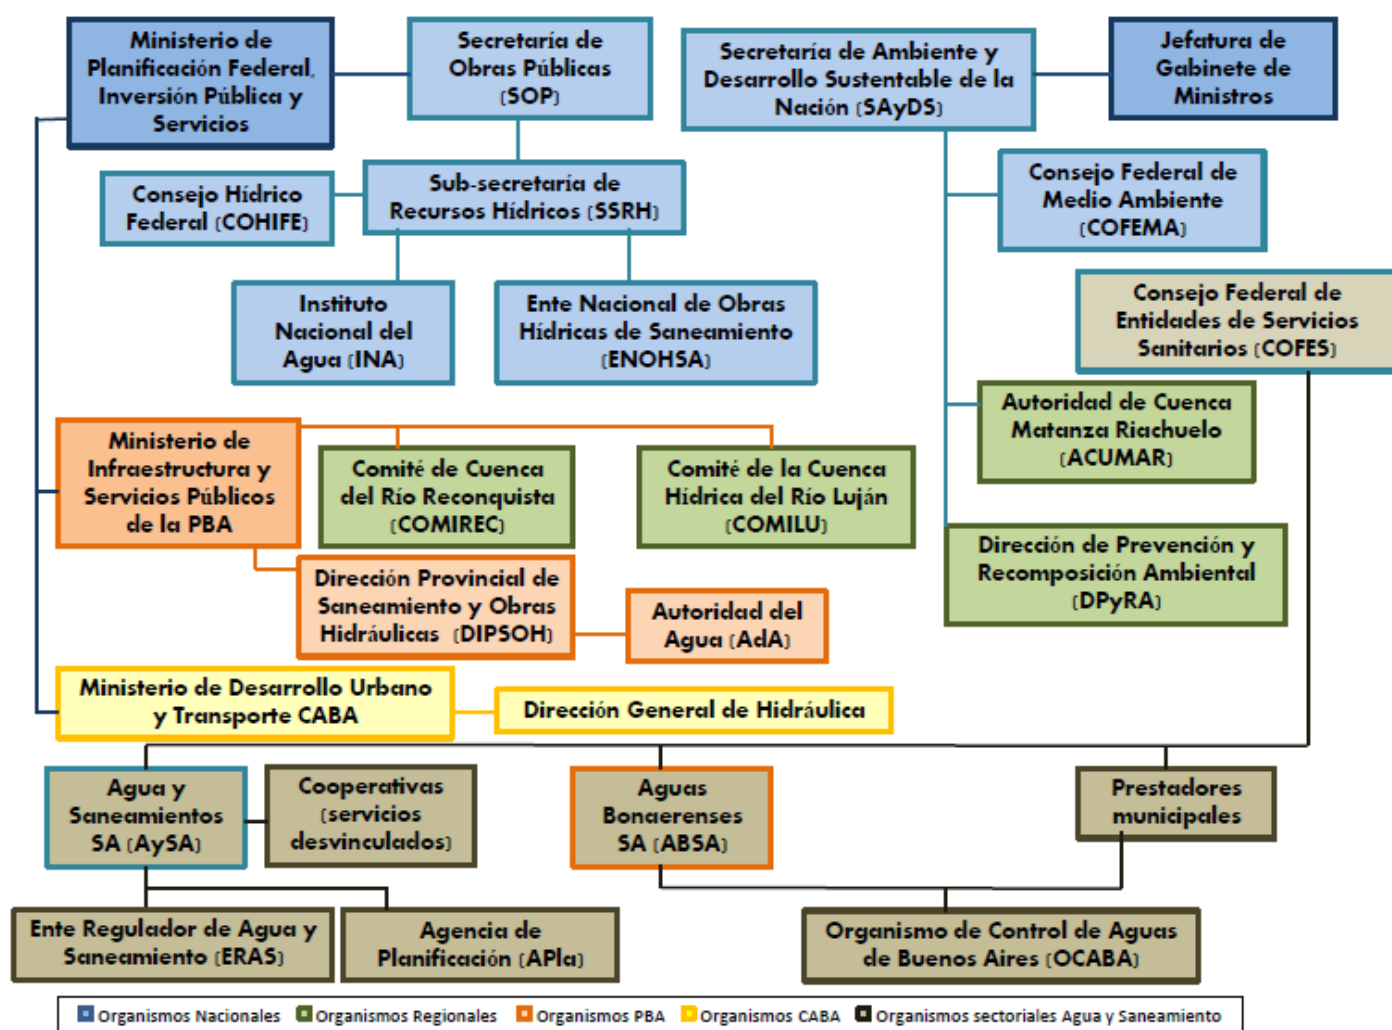 Ministerio de
Planificación Federal,
Inversión Pública y
Servicios
Secretaría de
Obras Públicas
(SOP)
Secretaría de Ambiente y
Desarrollo Sustentable de la
Nación (SAyDS)
Jefatura de
Gabinete de
Ministros
Consejo Hídrico
Federal (COHIFE)
Sub-secretaría de
Recursos Hídricos (SSRH)
Consejo Federal de
Medio Ambiente
(COFEMA)
Instituto
Nacional del
Agua (INA)
Ente Nacional de Obras
Hídricas de Saneamiento
(ENOHSA)
Consejo Federal de
Entidades de Servicios
Sanitarios (COFES)
Ministerio de
Infraestructura y
Servicios Públicos
de la PBA
Comité de Cuenca
del Río Reconquista
(COMIREC)
Comité de la Cuenca
Hídrica del Río Luján
(COMILU)
Autoridad de Cuenca
Matanza Riachuelo
(ACUMAR)
Dirección de Prevención y
Recomposición Ambiental
(DPyRA)
Dirección Provincial de
Saneamiento y Obras
Hidráulicas (DIPSOH)
Autoridad del
Agua (AdA)
Ministerio de Desarrollo Urbano
y Transporte CABA
Dirección General de Hidráulica
Agua y
Saneamientos
SA (AySA)
Cooperativas
(servicios
desvinculados)
Aguas
Bonaerenses
SA (ABSA)
Prestadores
municipales
Ente Regulador de Agua y
Saneamiento (ERAS)
Agencia de
Planificación (APla)
Organismo de Control de Aguas
de Buenos Aires (OCABA)
Organismos Nacionales Organismos Regionales Organismos PBA Organismos CABA Organismos sectoriales Agua y Saneamiento